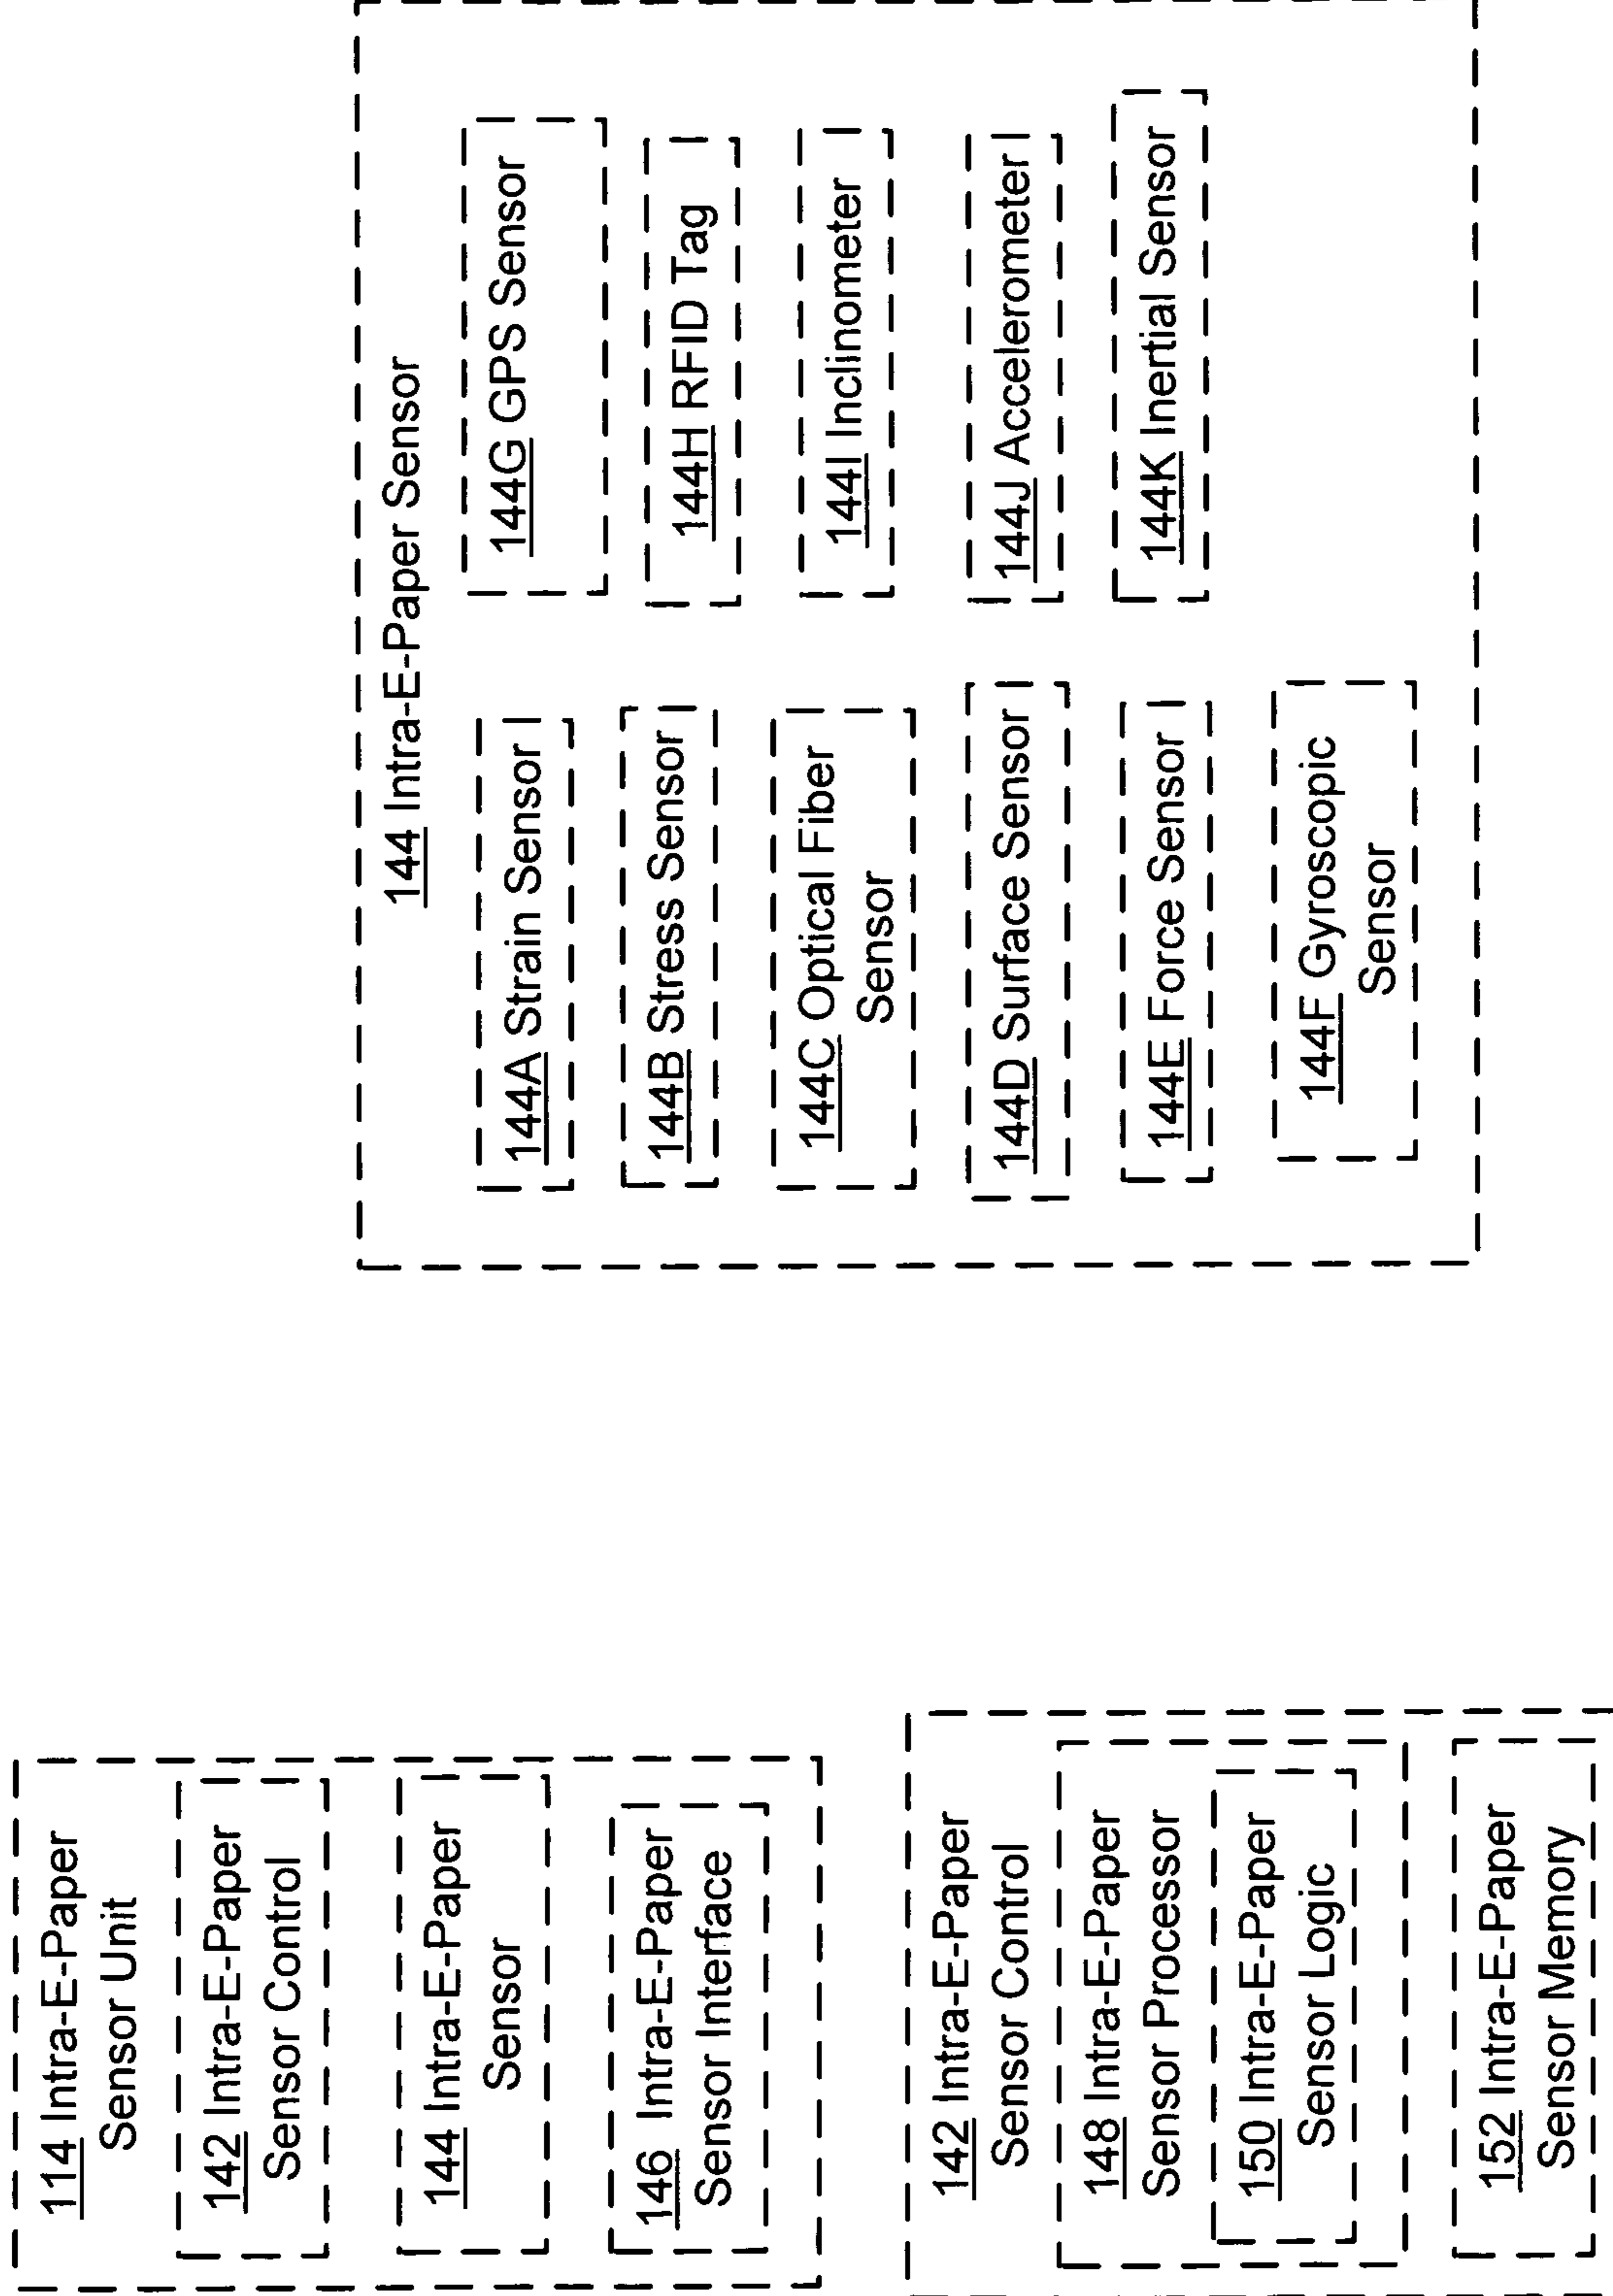 114 Intra-E-Paper
Sensor Unit
142 Intra-E-Paper
Sensor Control
144 Intra-E-Paper
Sensor
146 Intra-E-Paper
Sensor Interface
142 Intra-E-Paper
Sensor Control
148 Intra-E-Paper
Sensor Processor
150 Intra-E-Paper
Sensor Logic
152 Intra-E-Paper
Sensor Memory
144 Intra-E-Paper Sensor
144A Strain Sensor
144B Stress Sensor
144C Optical Fiber
Sensor
144D Surface Sensor
144E Force Sensor
144F Gyroscopic
Sensor
144G GPS Sensor
144H RFID Tag
144I Inclinometer
144J Accelerometer
144K Inertial Sensor